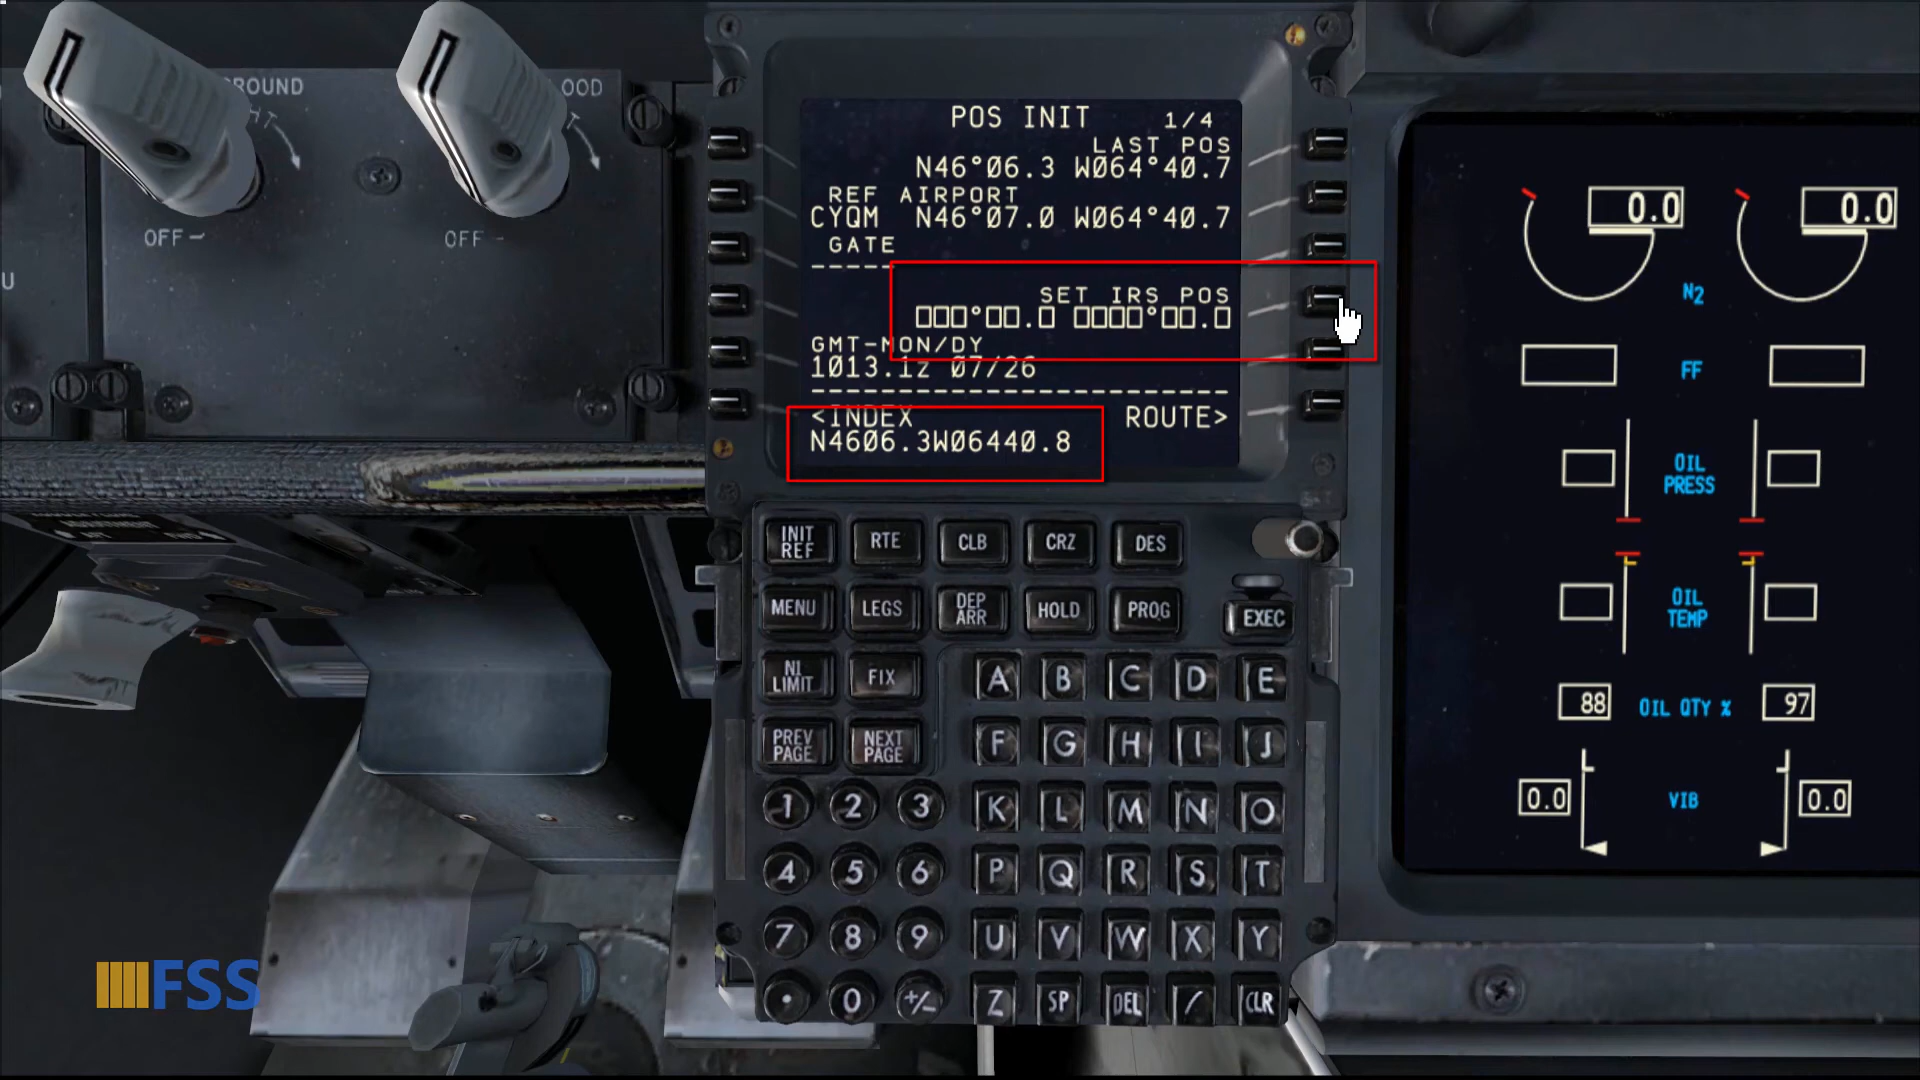 ROUND
OOD
HT
T
OFF
OFF
U
POS INIT 1/4
LAST POS
N46°06.3 W064°40.7
REF AIRPORT
CYQM N46°07.0 W064°40.7
GATE
-----
SET IRS POS
□□□°□□.□ □□□□°□□.□
GMT-MON/DY
1013.1z 07/26
------------------------
<INDEX ROUTE>
N4606.3W06440.8
INIT REF RTE CLB CRZ DES
MENU LEGS DEP ARR HOLD PROG EXEC
N1 LIMIT FIX
PREV PAGE NEXT PAGE
A B C D E
F G H I J
1 2 3 K L M N O
4 5 6 P Q R S T
7 8 9 U V W X Y
. 0 +/- Z SP DEL / CLR
0.0 0.0
N2
FF
OIL PRESS
OIL TEMP
88 OIL QTY % 97
0.0 VIB 0.0
FSS